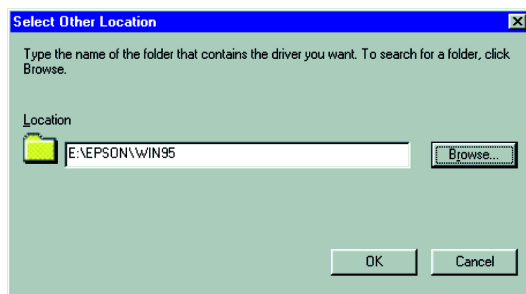 Select Other Location
Type the name of the folder that contains the driver you want. To search for a folder, click
Browse.
Location
E:\EPSON\WIN95
Browse...
OK
Cancel